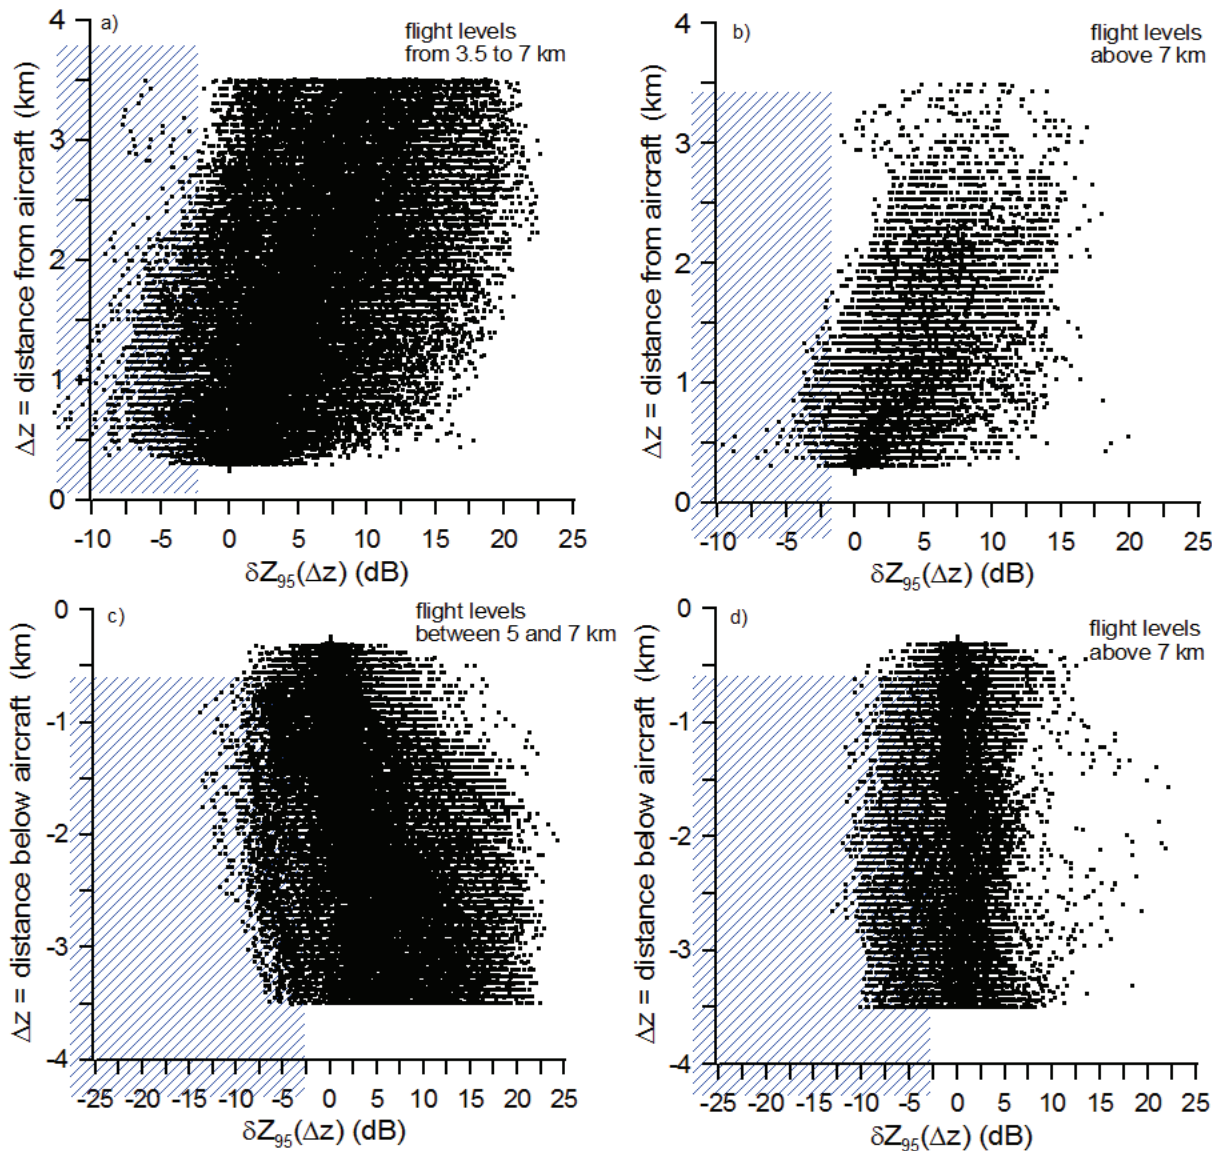 a)
flight levels
from 3.5 to 7 km
4
3
2
1
0
Δz = distance from aircraft (km)
-10 -5 0 5 10 15 20 25
δZ95(Δz) (dB)
b)
flight levels
above 7 km
4
3
2
1
0
Δz = distance from aircraft (km)
-10 -5 0 5 10 15 20 25
δZ95(Δz) (dB)
c)
flight levels
between 5 and 7 km
0
-1
-2
-3
-4
Δz = distance below aircraft (km)
-25 -20 -15 -10 -5 0 5 10 15 20 25
δZ95(Δz) (dB)
d)
flight levels
above 7 km
0
-1
-2
-3
-4
Δz = distance below aircraft (km)
-25 -20 -15 -10 -5 0 5 10 15 20 25
δZ95(Δz) (dB)